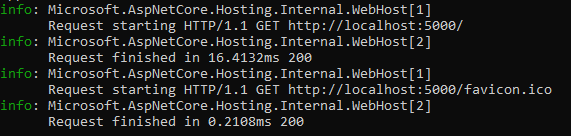 info: Microsoft.AspNetCore.Hosting.Internal.WebHost[1]
      Request starting HTTP/1.1 GET http://localhost:5000/
info: Microsoft.AspNetCore.Hosting.Internal.WebHost[2]
      Request finished in 16.4132ms 200
info: Microsoft.AspNetCore.Hosting.Internal.WebHost[1]
      Request starting HTTP/1.1 GET http://localhost:5000/favicon.ico
info: Microsoft.AspNetCore.Hosting.Internal.WebHost[2]
      Request finished in 0.2108ms 200